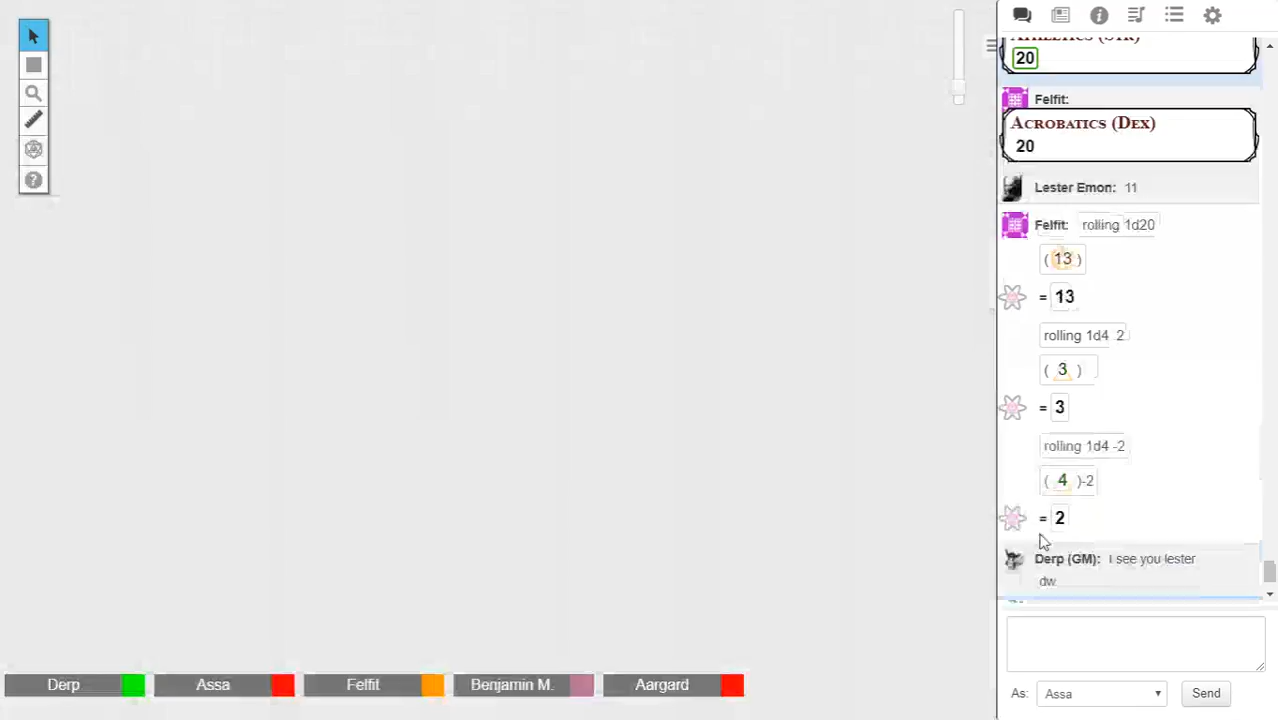 ATHLETICS (STR)
20
Felfit:
ACROBATICS (DEX)
20
Lester Emon: 11
Felfit: rolling 1d20
( 13 )
= 13
rolling 1d4 2
( 3 )
= 3
rolling 1d4 -2
( 4 )-2
= 2
Derp (GM): I see you lester
dw
As: Assa Send
Derp Assa Felfit Benjamin M. Aargard